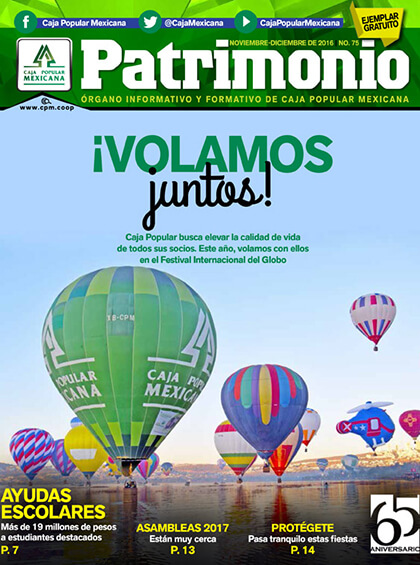 Caja Popular Mexicana
@CajaMexicana
CajaPopularMexicana
EJEMPLAR
GRATUITO
NOVIEMBRE-DICIEMBRE DE 2016 NO. 75
CAJA POPULAR
MEXICANA
www.cpm.coop
Patrimonio
ÓRGANO INFORMATIVO Y FORMATIVO DE CAJA POPULAR MEXICANA
¡VOLAMOS
juntos!
Caja Popular busca elevar la calidad de vida
de todos sus socios. Este año, volamos con ellos
en el Festival Internacional del Globo
XB-CPM
POPULAR
ICANA
CAJA POPULAR
MEXICANA
AYUDAS
ESCOLARES
Más de 19 millones de pesos
a estudiantes destacados
P. 7
ASAMBLEAS 2017
Están muy cerca
P. 13
PROTÉGETE
Pasa tranquilo estas fiestas
P. 14
65
ANIVERSARIO